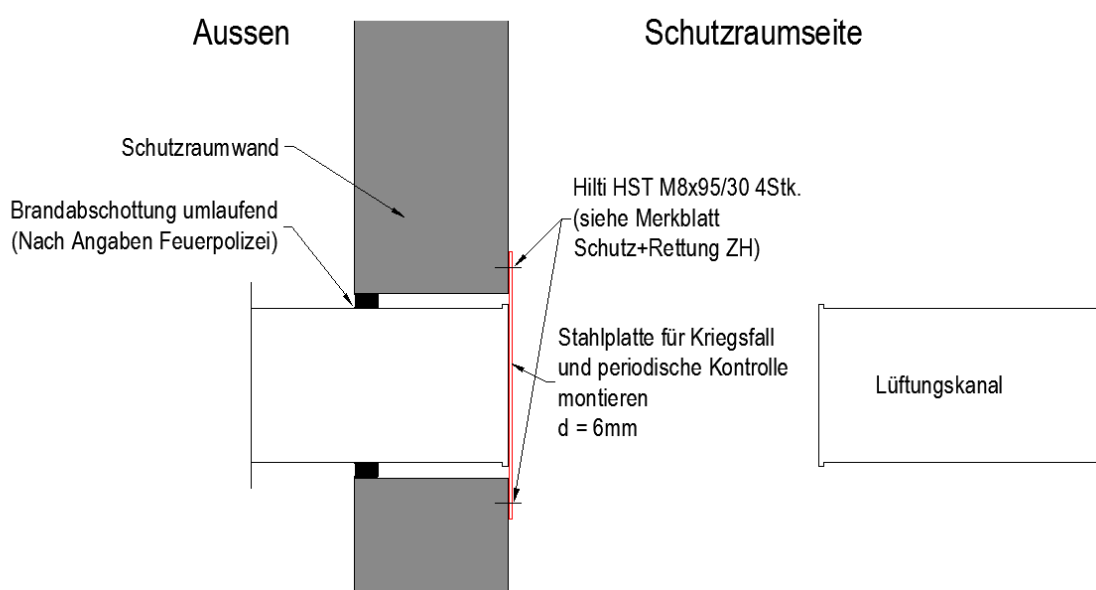 Aussen
Schutzraumseite
Schutzraumwand
Brandabschottung umlaufend
(Nach Angaben Feuerpolizei)
Hilti HST M8x95/30 4Stk.
(siehe Merkblatt
Schutz+Rettung ZH)
Stahlplatte für Kriegsfall
und periodische Kontrolle
montieren
d = 6mm
Lüftungskanal